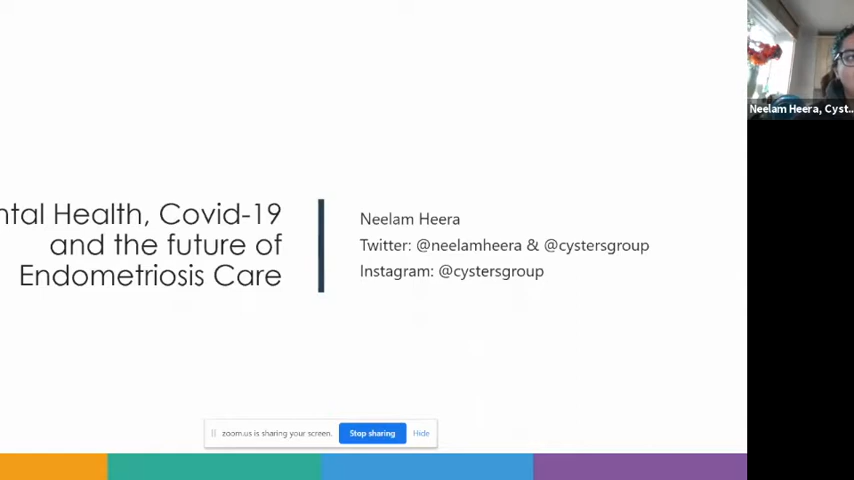 ntal Health, Covid-19
and the future of
Endometriosis Care
Neelam Heera
Twitter: @neelamheera & @cystersgroup
Instagram: @cystersgroup
Neelam Heera, Cyst...
zoom.us is sharing your screen.
Stop sharing
Hide